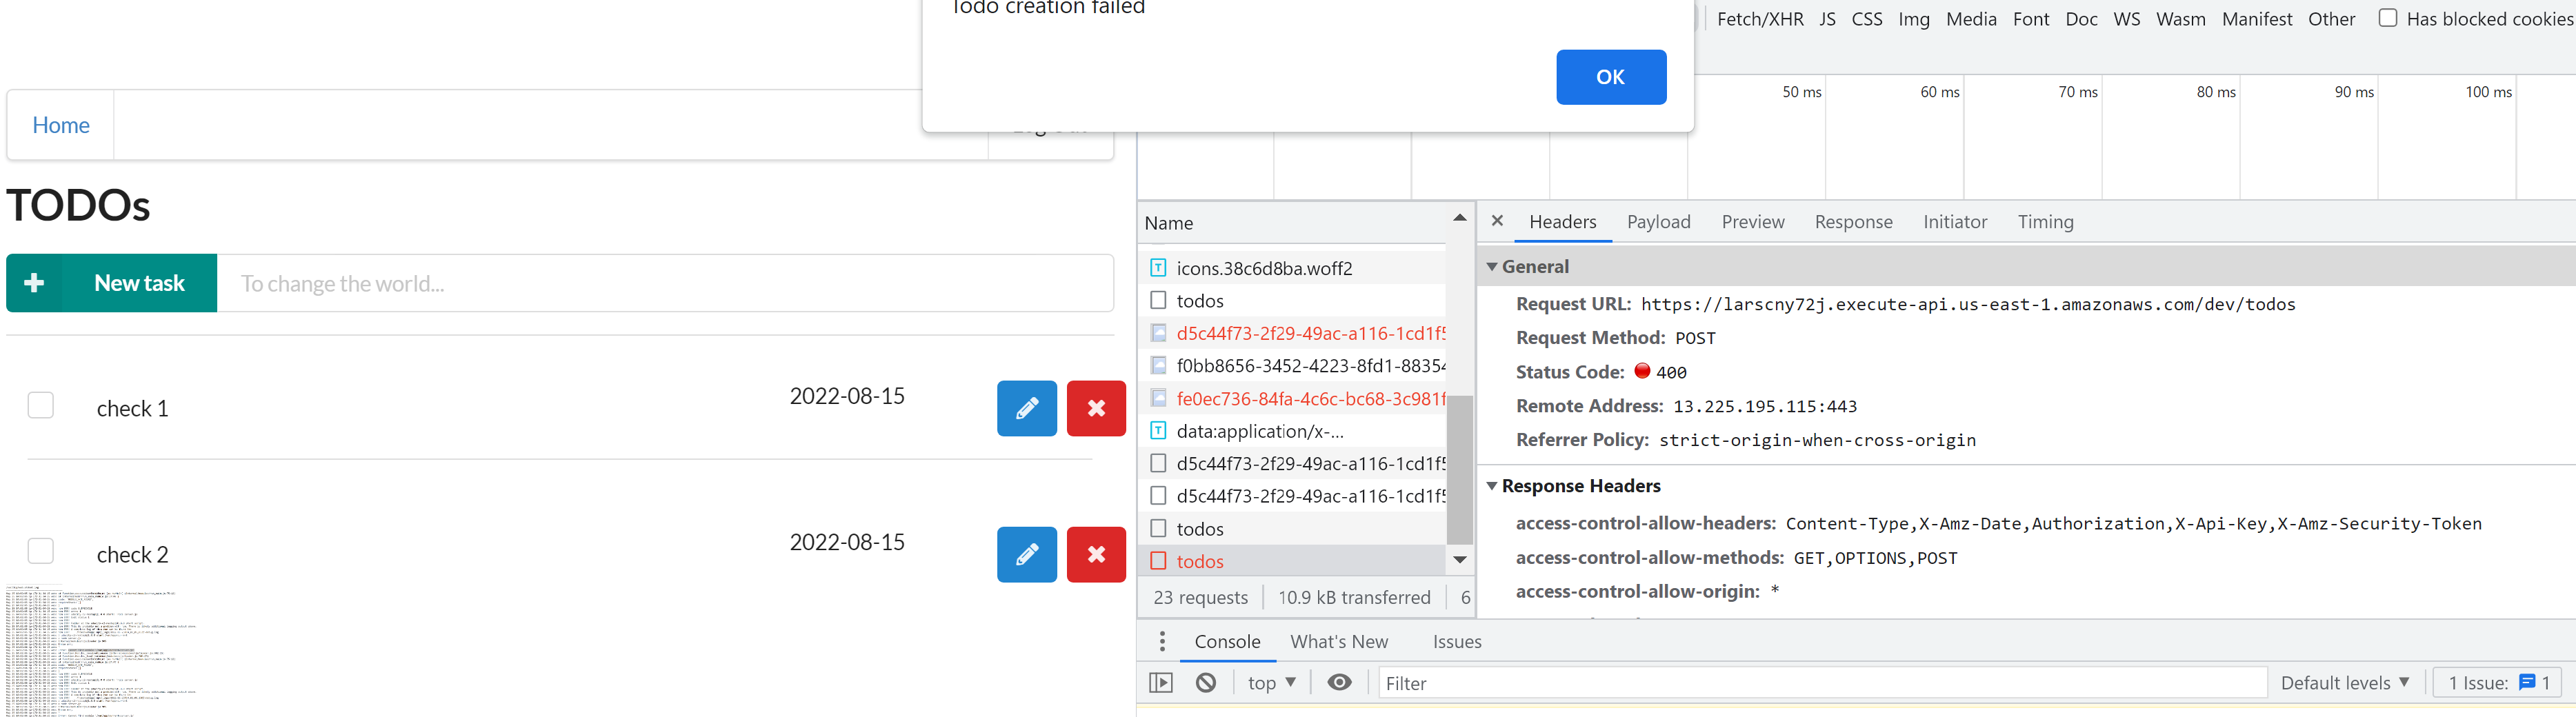 Todo creation failed
OK
Home
TODOs
New task
To change the world...
check 1
2022-08-15
check 2
2022-08-15
Fetch/XHR JS CSS Img Media Font Doc WS Wasm Manifest Other Has blocked cookies
50 ms 60 ms 70 ms 80 ms 90 ms 100 ms
Name
icons.38c6d8ba.woff2
todos
d5c44f73-2f29-49ac-a116-1cd1f5
f0bb8656-3452-4223-8fd1-88354
fe0ec736-84fa-4c6c-bc68-3c981f
data:application/x-...
d5c44f73-2f29-49ac-a116-1cd1f5
d5c44f73-2f29-49ac-a116-1cd1f5
todos
todos
23 requests 10.9 kB transferred 6
Headers Payload Preview Response Initiator Timing
General
Request URL: https://larscny72j.execute-api.us-east-1.amazonaws.com/dev/todos
Request Method: POST
Status Code: 400
Remote Address: 13.225.195.115:443
Referrer Policy: strict-origin-when-cross-origin
Response Headers
access-control-allow-headers: Content-Type,X-Amz-Date,Authorization,X-Api-Key,X-Amz-Security-Token
access-control-allow-methods: GET,OPTIONS,POST
access-control-allow-origin: *
Console What's New Issues
top Filter Default levels 1 Issue: 1